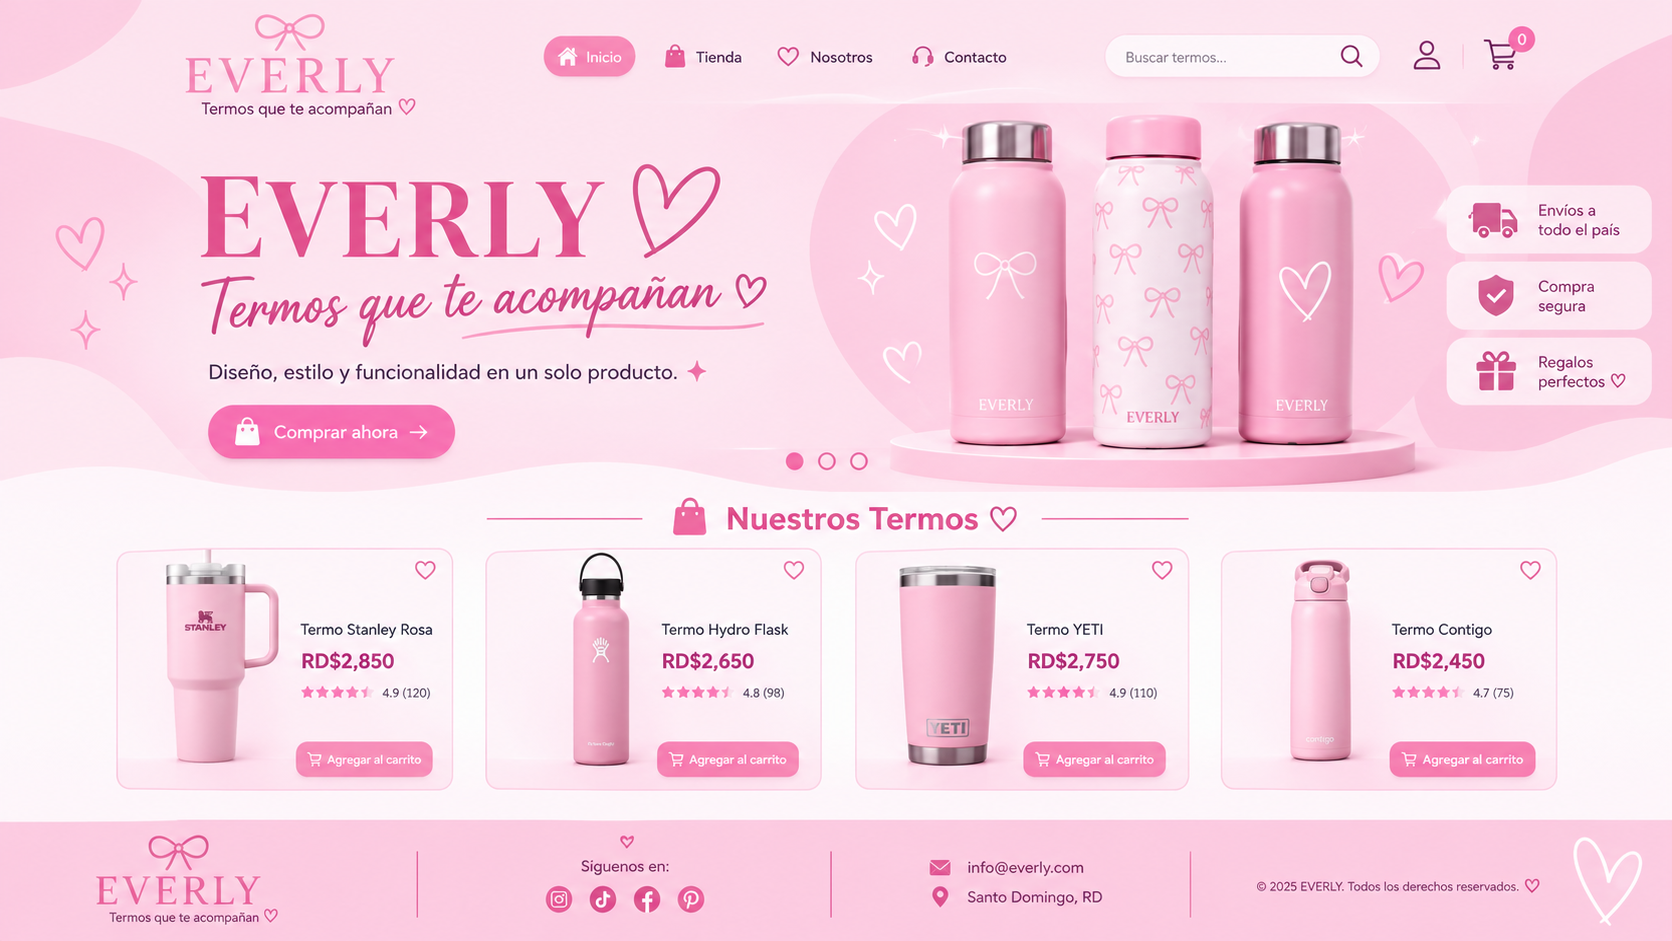 EVERLY
Termos que te acompañan
Inicio
Tienda
Nosotros
Contacto
Buscar termos...
0
EVERLY
Termos que te acompañan
Diseño, estilo y funcionalidad en un solo producto.
Comprar ahora
EVERLY
EVERLY
EVERLY
Envíos a
todo el país
Compra
segura
Regalos
perfectos
Nuestros Termos
STANLEY
Termo Stanley Rosa
RD$2,850
4.9 (120)
Agregar al carrito
Termo Hydro Flask
RD$2,650
4.8 (98)
Agregar al carrito
YETI
Termo YETI
RD$2,750
4.9 (110)
Agregar al carrito
contigo
Termo Contigo
RD$2,450
4.7 (75)
Agregar al carrito
EVERLY
Termos que te acompañan
Siguenos en:
info@everly.com
Santo Domingo, RD
© 2025 EVERLY. Todos los derechos reservados.